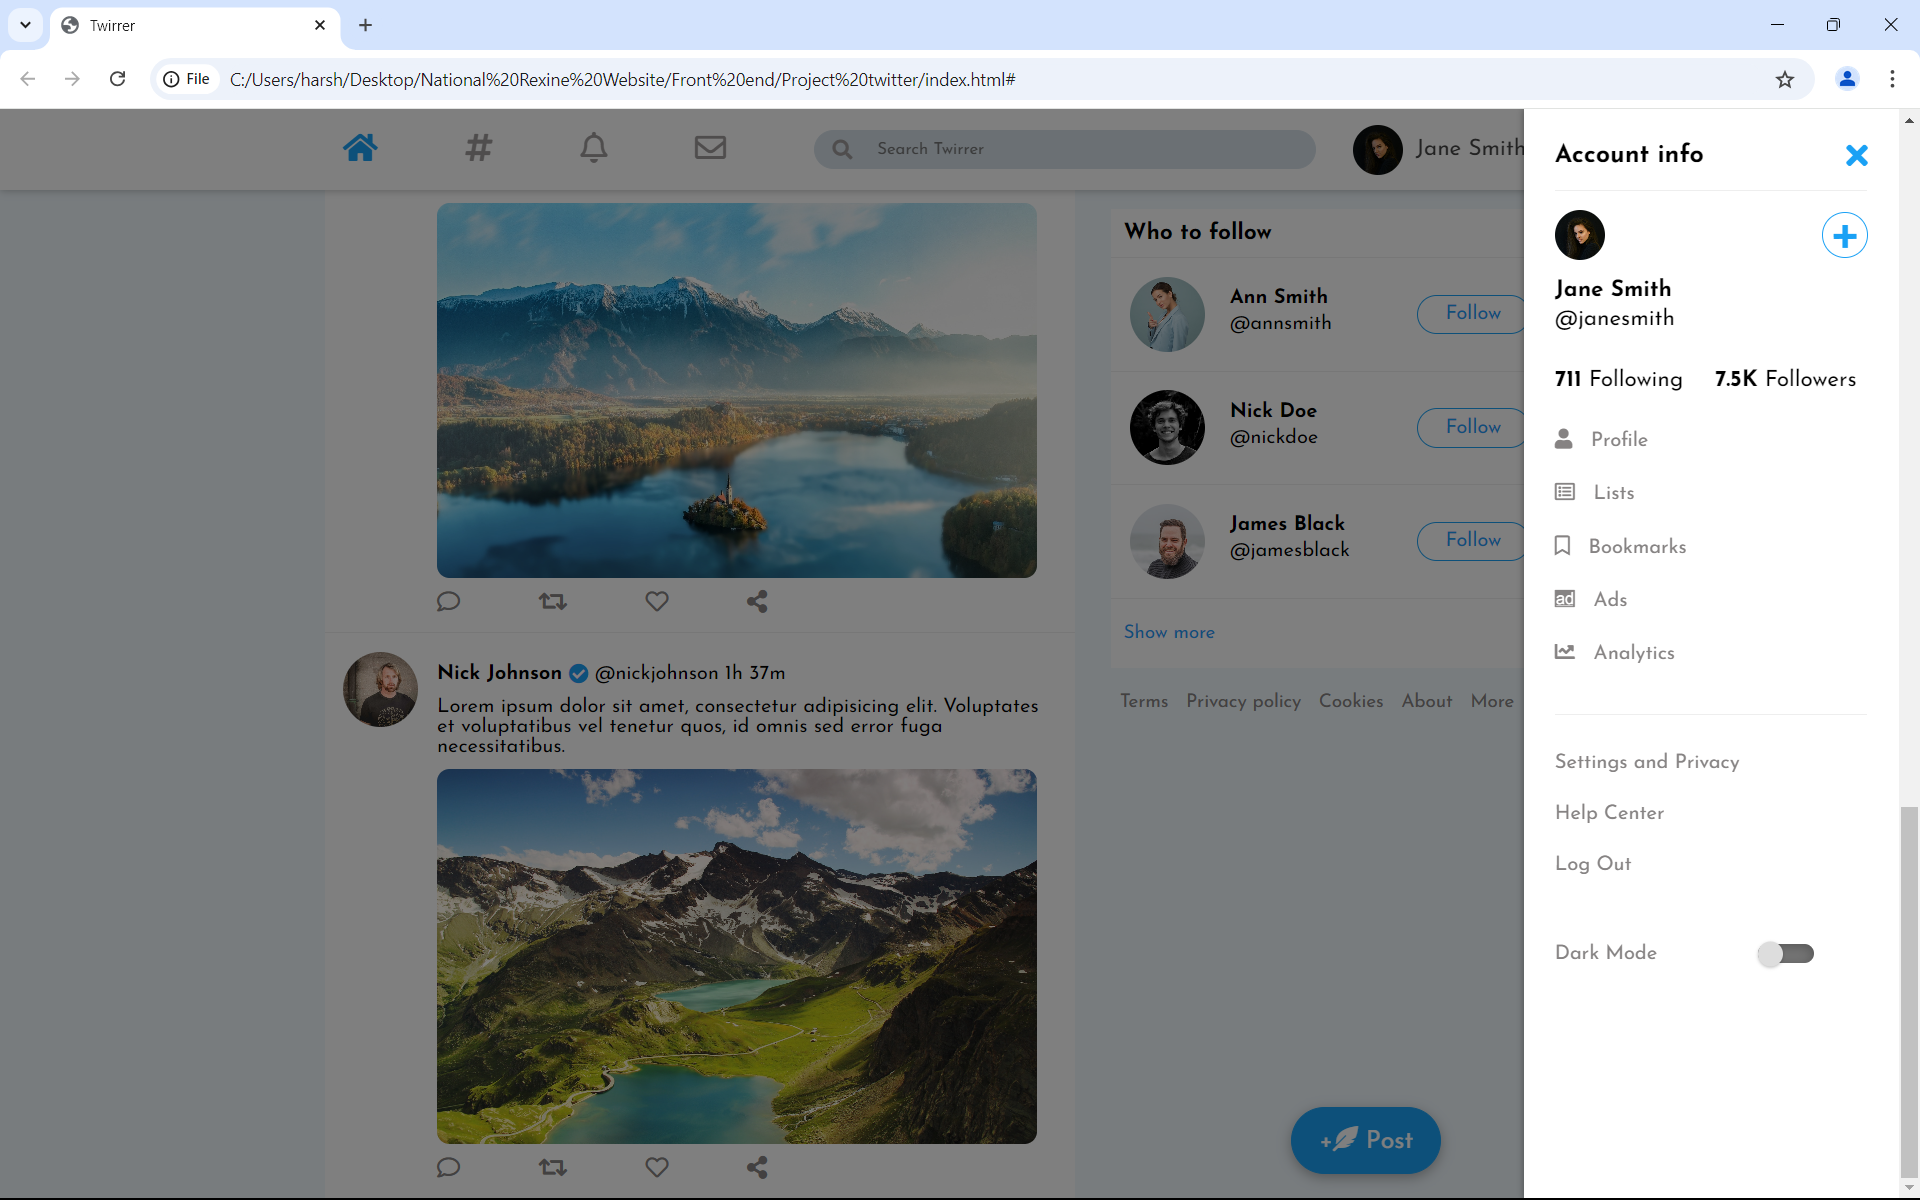 Twirrer
File
C:/Users/harsh/Desktop/National%20Rexine%20Website/Front%20end/Project%20twitter/index.html#
#
Search Twirrer
Jane Smith
Who to follow
Ann Smith
@annsmith
Follow
Nick Doe
@nickdoe
Follow
James Black
@jamesblack
Follow
Show more
Terms Privacy policy Cookies About More
Nick Johnson @nickjohnson 1h 37m
Lorem ipsum dolor sit amet, consectetur adipisicing elit. Voluptates
et voluptatibus vel tenetur quos, id omnis sed error fuga
necessitatibus.
+ Post
Account info
Jane Smith
@janesmith
711 Following 7.5K Followers
Profile
Lists
Bookmarks
ad Ads
Analytics
Settings and Privacy
Help Center
Log Out
Dark Mode